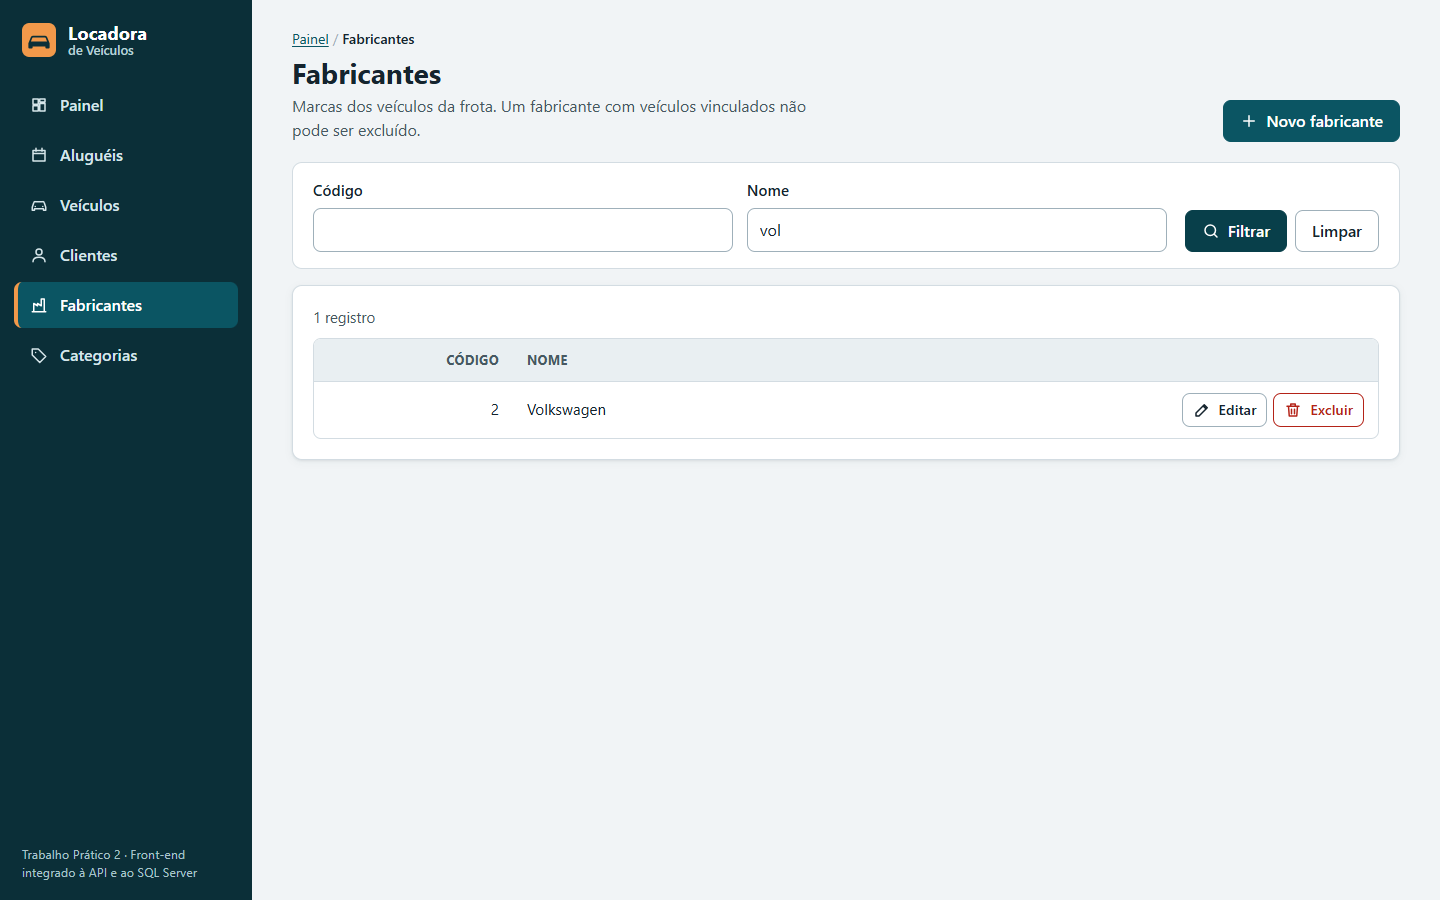 Locadora
de Veículos
Painel
Aluguéis
Veículos
Clientes
Fabricantes
Categorias
Trabalho Prático 2 · Front-end
integrado à API e ao SQL Server
Painel / Fabricantes
Fabricantes
Marcas dos veículos da frota. Um fabricante com veículos vinculados não
pode ser excluído.
Novo fabricante
Código
Nome
vol
Filtrar
Limpar
1 registro
CÓDIGO NOME
2 Volkswagen Editar Excluir